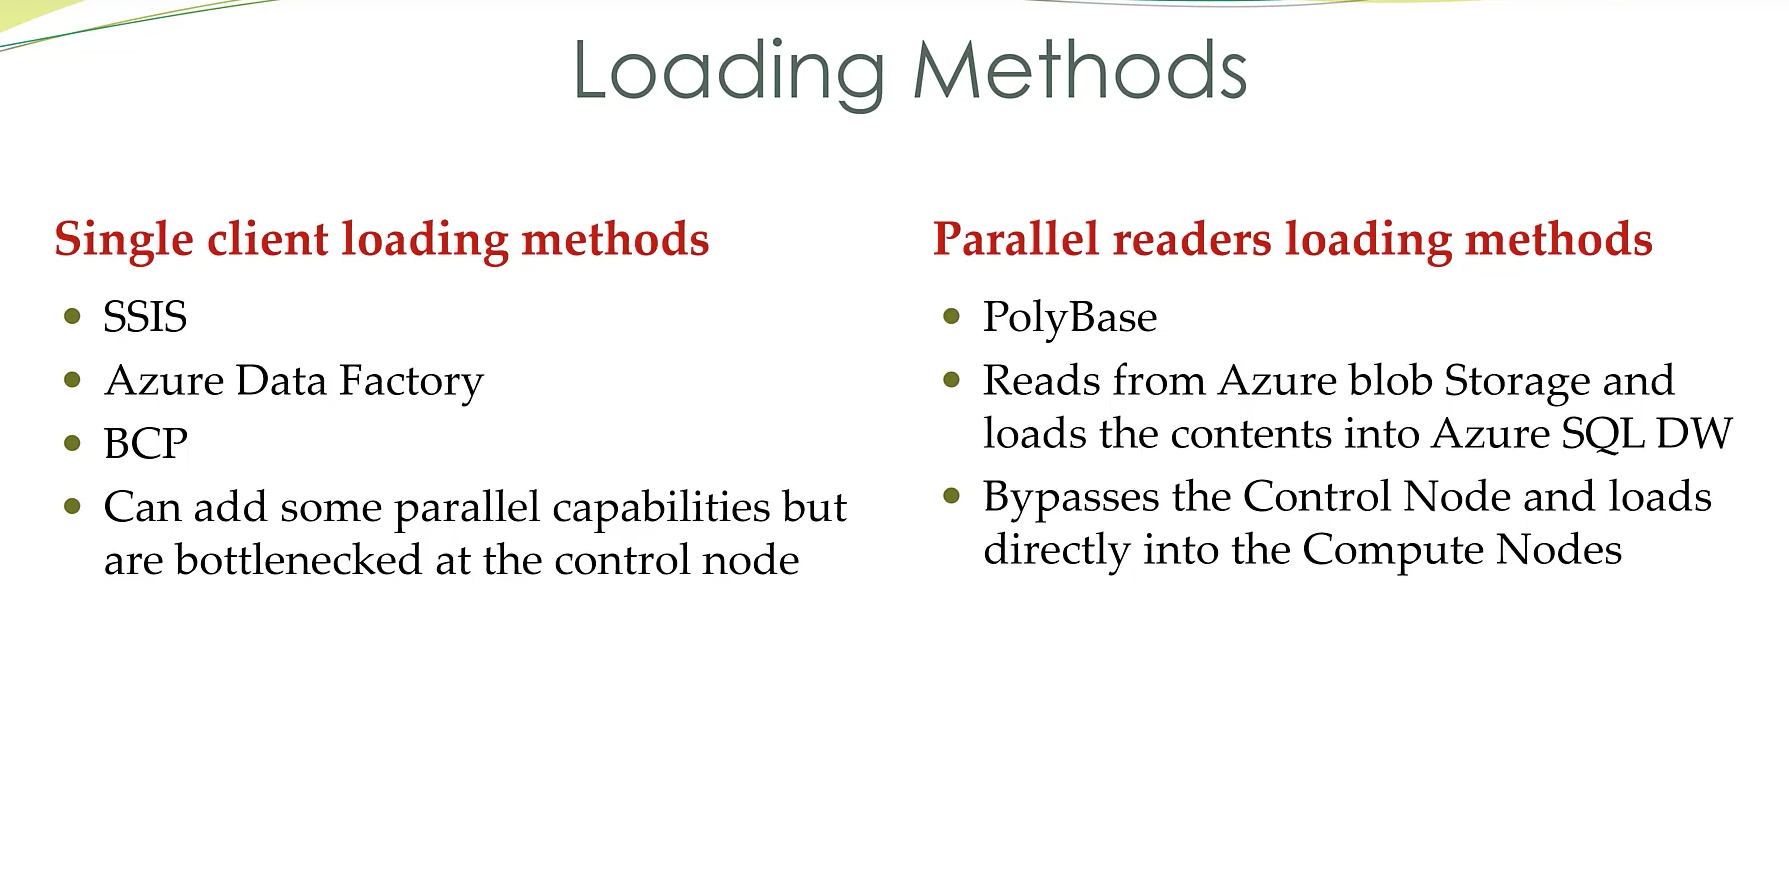 Loading Methods
Single client loading methods
• SSIS
• Azure Data Factory
• BCP
• Can add some parallel capabilities but
are bottlenecked at the control node
Parallel readers loading methods
• PolyBase
• Reads from Azure blob Storage and
loads the contents into Azure SQL DW
• Bypasses the Control Node and loads
directly into the Compute Nodes